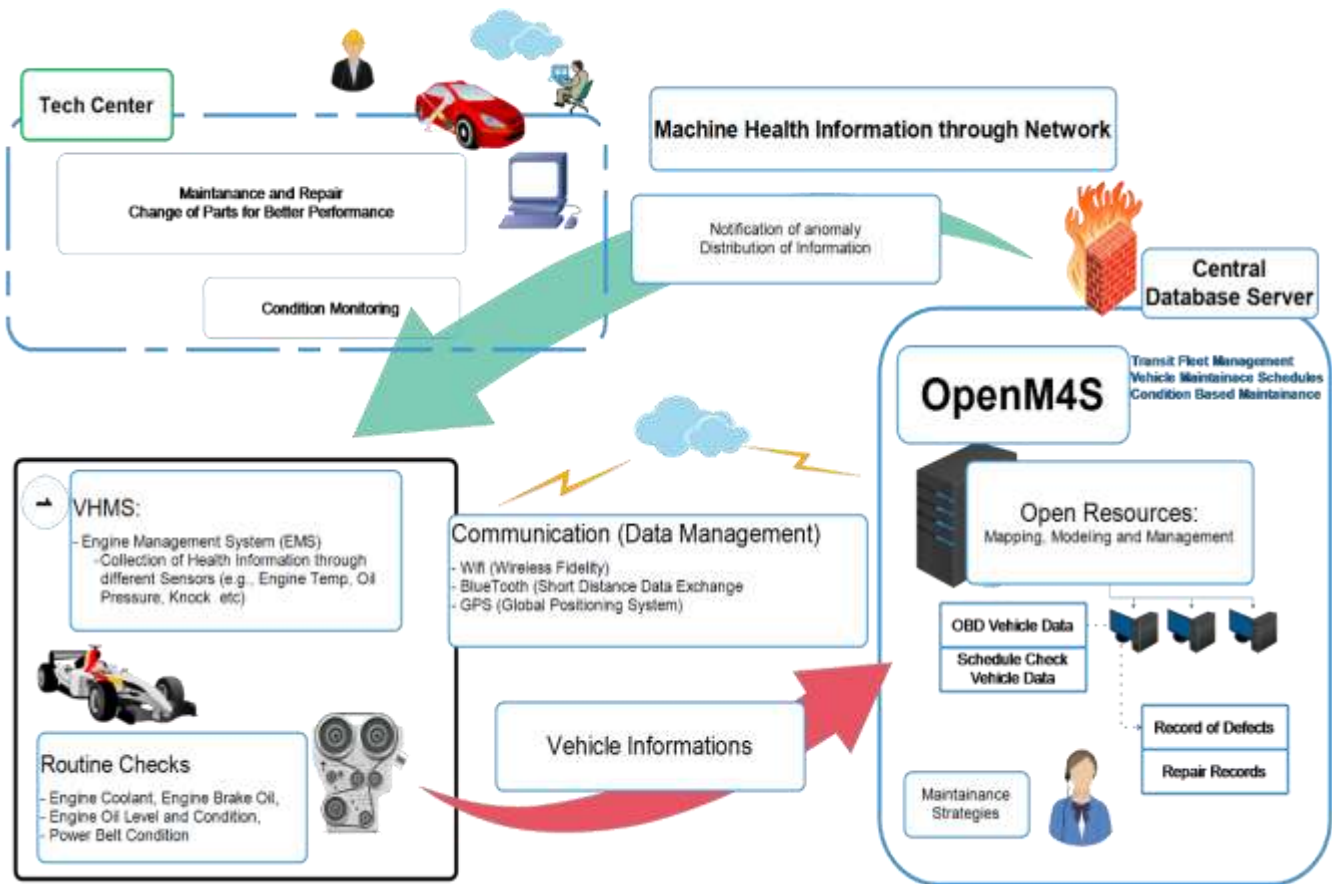 Tech Center
Maintanance and Repair
Change of Parts for Better Performance
Condition Monitoring
Machine Health Information through Network
Notification of anomaly
Distribution of Information
Central
Database Server
OpenM4S
Transit Fleet Management
Vehicle Maintainace Schedules
Condition Based Maintainance
Open Resources:
Mapping, Modeling and Management
OBD Vehicle Data
Schedule Check
Vehicle Data
Record of Defects
Repair Records
Maintainance
Strategies
VHMS:
- Engine Management System (EMS)
-Collection of Health Information through
different Sensors (e.g., Engine Temp, Oil
Pressure, Knock etc)
Communication (Data Management)
- Wifi (Wireless Fidelity)
- BlueTooth (Short Distance Data Exchange
- GPS (Global Positioning System)
Vehicle Informations
Routine Checks
- Engine Coolant, Engine Brake Oil,
- Engine Oil Level and Condition,
- Power Belt Condition